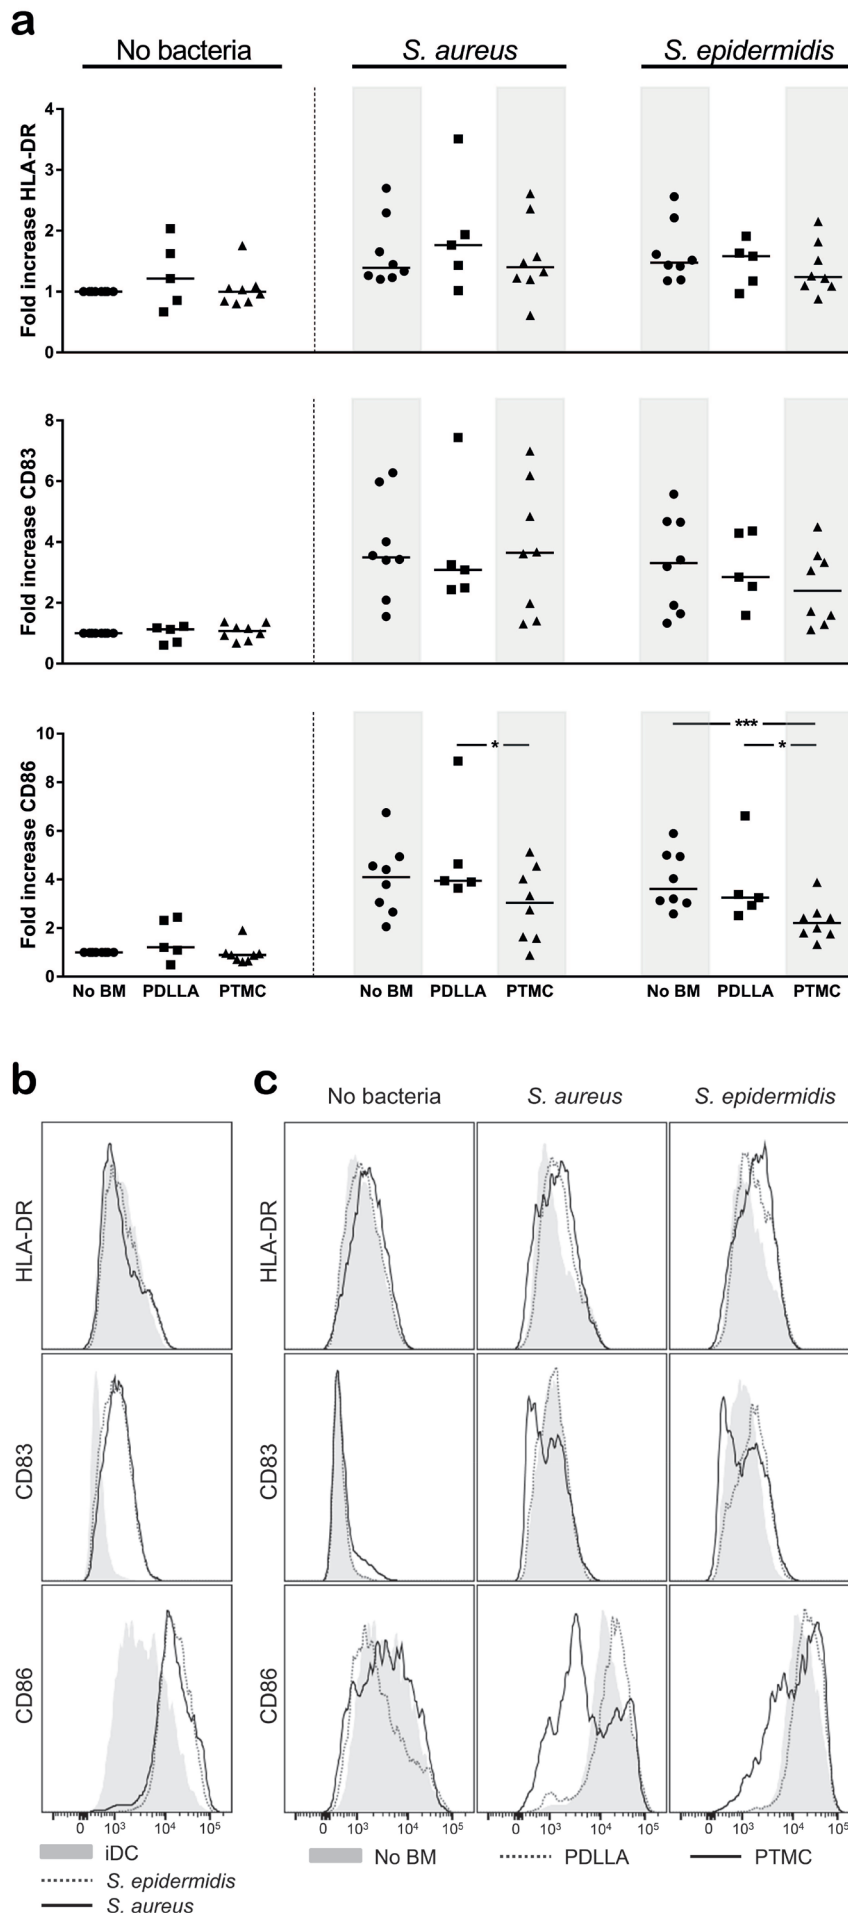 a
No bacteria S. aureus S. epidermidis
Fold increase HLA-DR
4
3
2
1
0
Fold increase CD83
8
6
4
2
0
Fold increase CD86
10
8
6
4
2
0
*
***
*
No BM PDLLA PTMC No BM PDLLA PTMC No BM PDLLA PTMC
b c
No bacteria S. aureus S. epidermidis
HLA-DR HLA-DR
CD83 CD83
CD86 CD86
0 10³ 10⁴ 10⁵ 0 10³ 10⁴ 10⁵ 0 10³ 10⁴ 10⁵ 0 10³ 10⁴ 10⁵
iDC No BM PDLLA PTMC
S. epidermidis
S. aureus